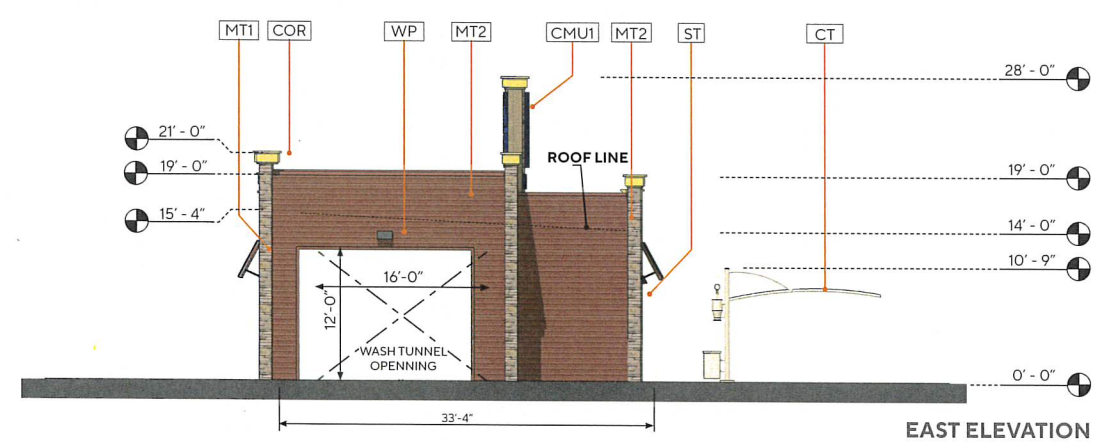 MT1 COR WP MT2 CMU1 MT2 ST CT
28' - 0"
21' - 0"
ROOF LINE
19' - 0" 19' - 0"
15' - 4"
14' - 0"
10' - 9"
16'-0"
12'-0"
WASH TUNNEL
OPENNING
0' - 0"
33'-4"
EAST ELEVATION